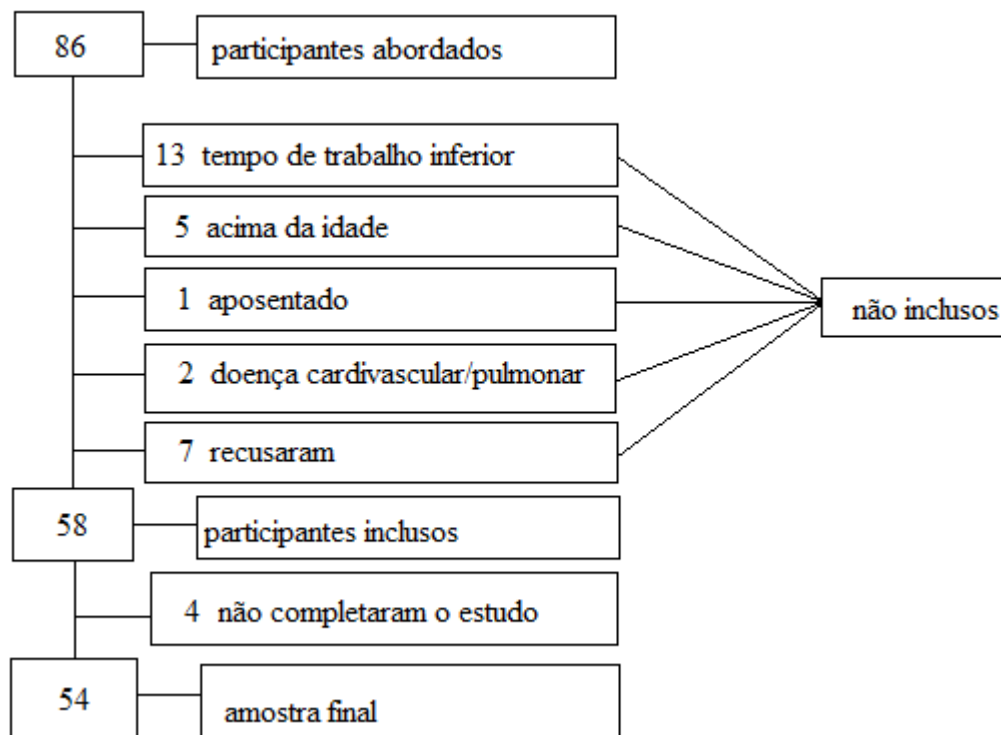 86 participantes abordados
13 tempo de trabalho inferior
5 acima da idade
1 aposentado
não inclusos
2 doença cardivascular/pulmonar
7 recusaram
58 participantes inclusos
4 não completaram o estudo
54 amostra final